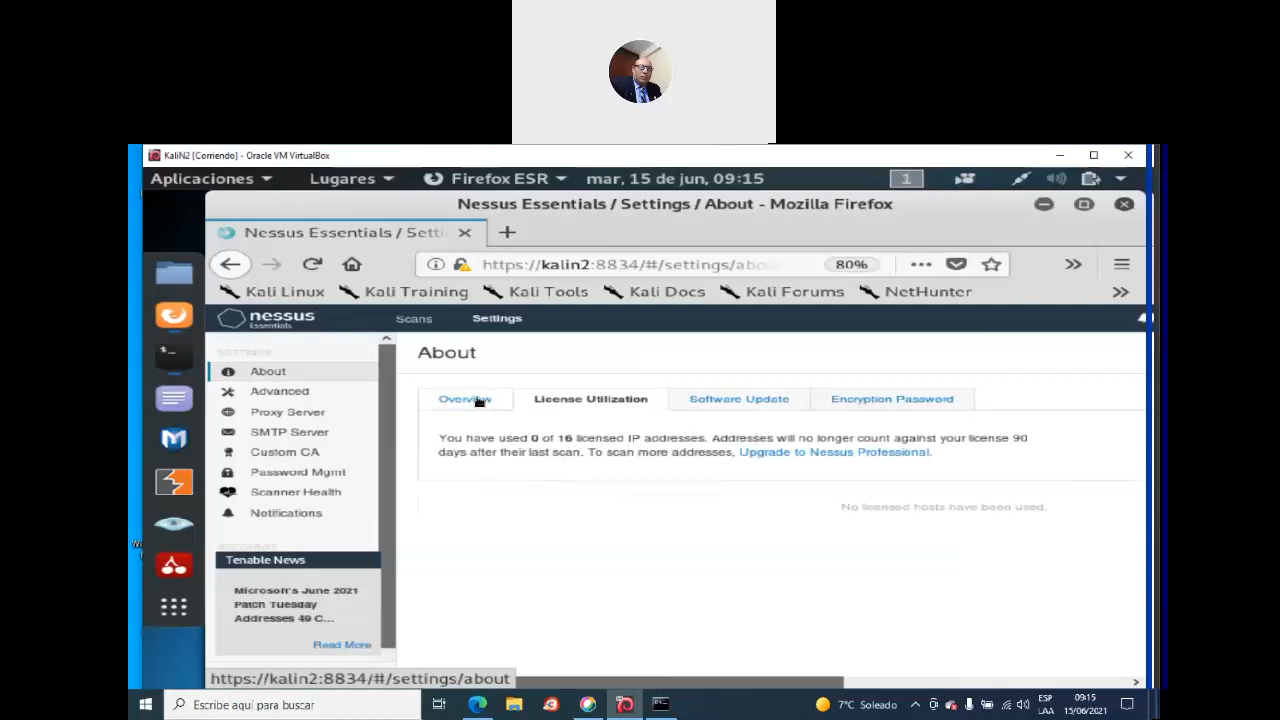 KaliN2 [Corriendo] - Oracle VM VirtualBox
Aplicaciones Lugares Firefox ESR mar, 15 de jun, 09:15 1
Nessus Essentials / Settings / About - Mozilla Firefox
Nessus Essentials / Setti
https://kalin2:8834/#/settings/abo 80%
Kali Linux Kali Training Kali Tools Kali Docs Kali Forums NetHunter
nessus Essentials Scans Settings
SETTINGS
About
Advanced
Proxy Server
SMTP Server
Custom CA
Password Mgmt
Scanner Health
Notifications
ACCOUNTS
Tenable News
Microsoft's June 2021
Patch Tuesday
Addresses 49 C...
Read More
About
Overview License Utilization Software Update Encryption Password
You have used 0 of 16 licensed IP addresses. Addresses will no longer count against your license 90
days after their last scan. To scan more addresses, Upgrade to Nessus Professional.
No licensed hosts have been used.
https://kalin2:8834/#/settings/about
Escribe aquí para buscar
7°C Soleado
ESP
LAA
09:15
15/06/2021